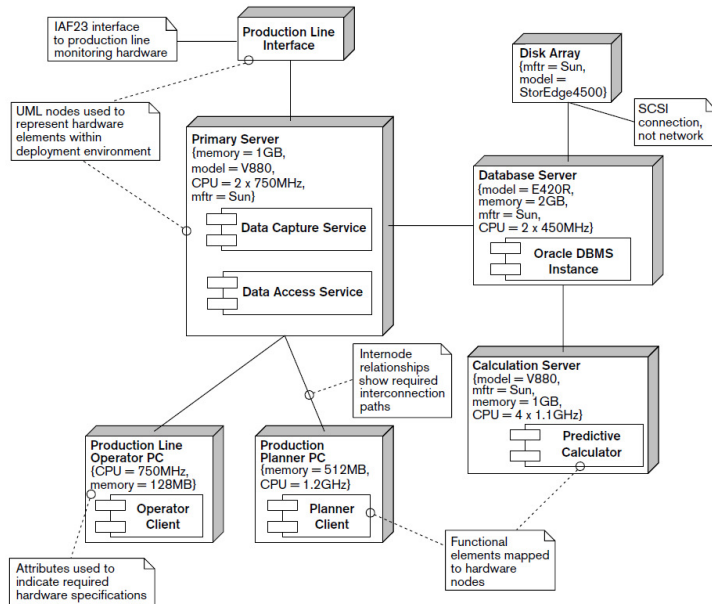 IAF23 interface
to production line
monitoring hardware
Production Line
Interface
Disk Array
{mftr = Sun,
model =
StorEdge4500}
SCSI
connection,
not network
UML nodes used to
represent hardware
elements within
deployment environment
Primary Server
{memory = 1GB,
model = V880,
CPU = 2 x 750MHz,
mftr = Sun}
Data Capture Service
Data Access Service
Database Server
{model = E420R,
memory = 2GB,
mftr = Sun,
CPU = 2 x 450MHz}
Oracle DBMS
Instance
Internode
relationships
show required
interconnection
paths
Calculation Server
{model = V880,
mftr = Sun,
memory = 1GB,
CPU = 4 x 1.1GHz}
Predictive
Calculator
Production Line
Operator PC
{CPU = 750MHz,
memory = 128MB}
Operator
Client
Production
Planner PC
{memory = 512MB,
CPU = 1.2GHz}
Planner
Client
Functional
elements mapped
to hardware
nodes
Attributes used to
indicate required
hardware specifications